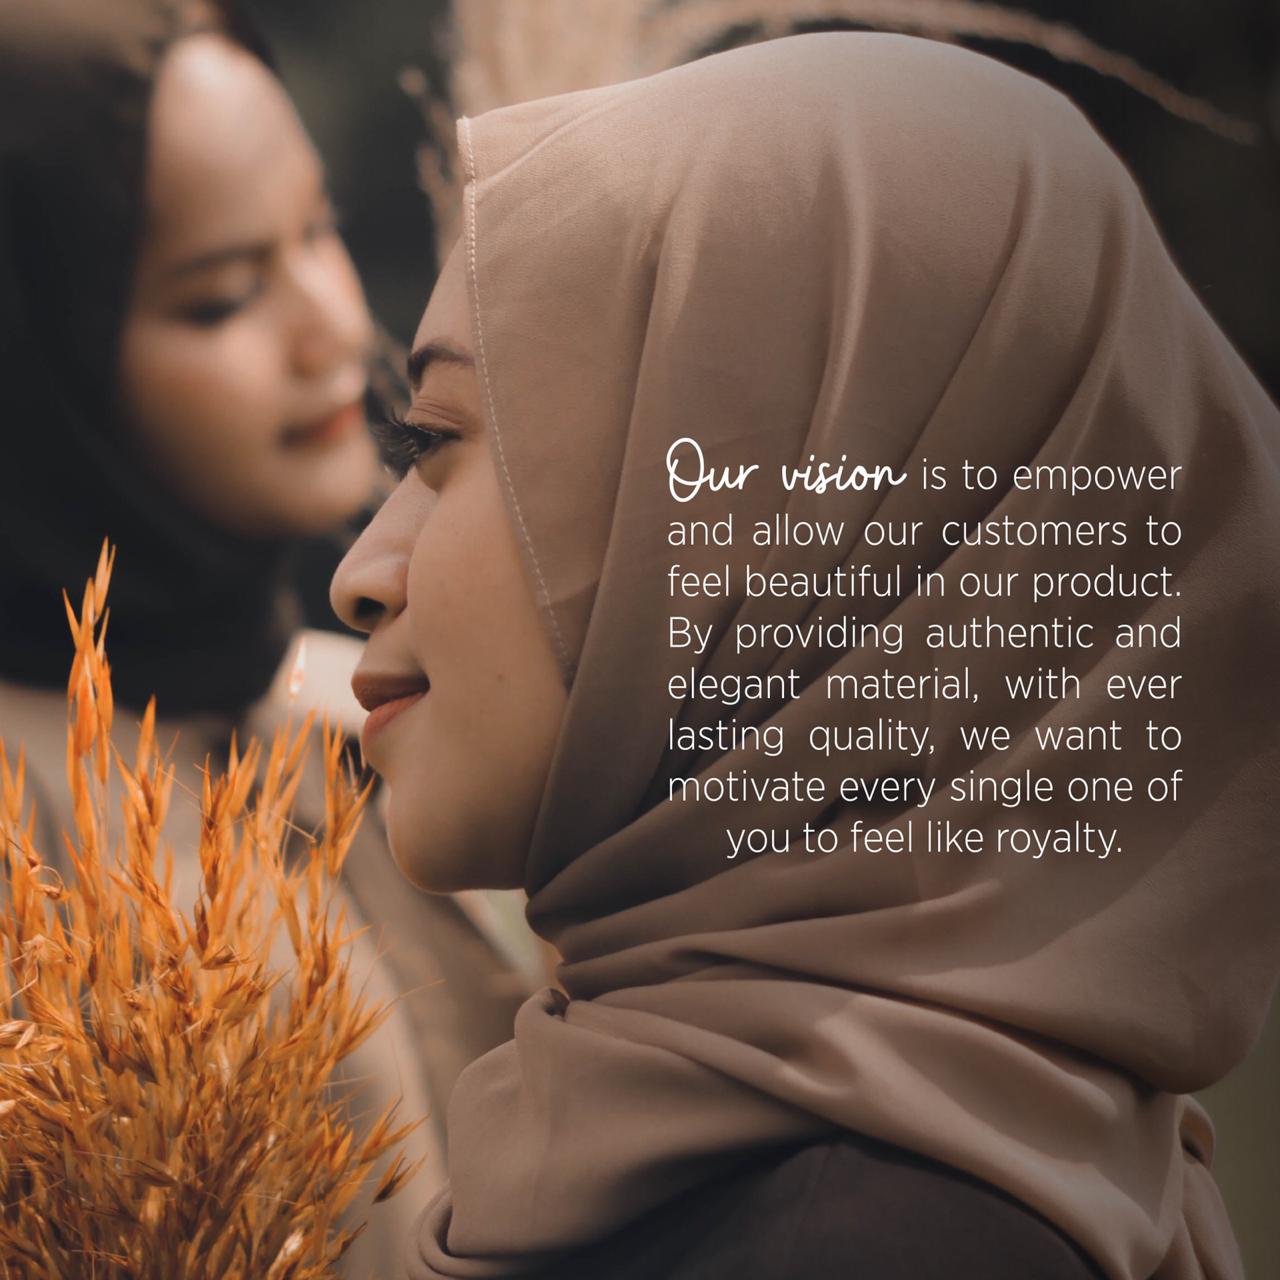 Our vision is to empower
and allow our customers to
feel beautiful in our product.
By providing authentic and
elegant material, with ever
lasting quality, we want to
motivate every single one of
you to feel like royalty.